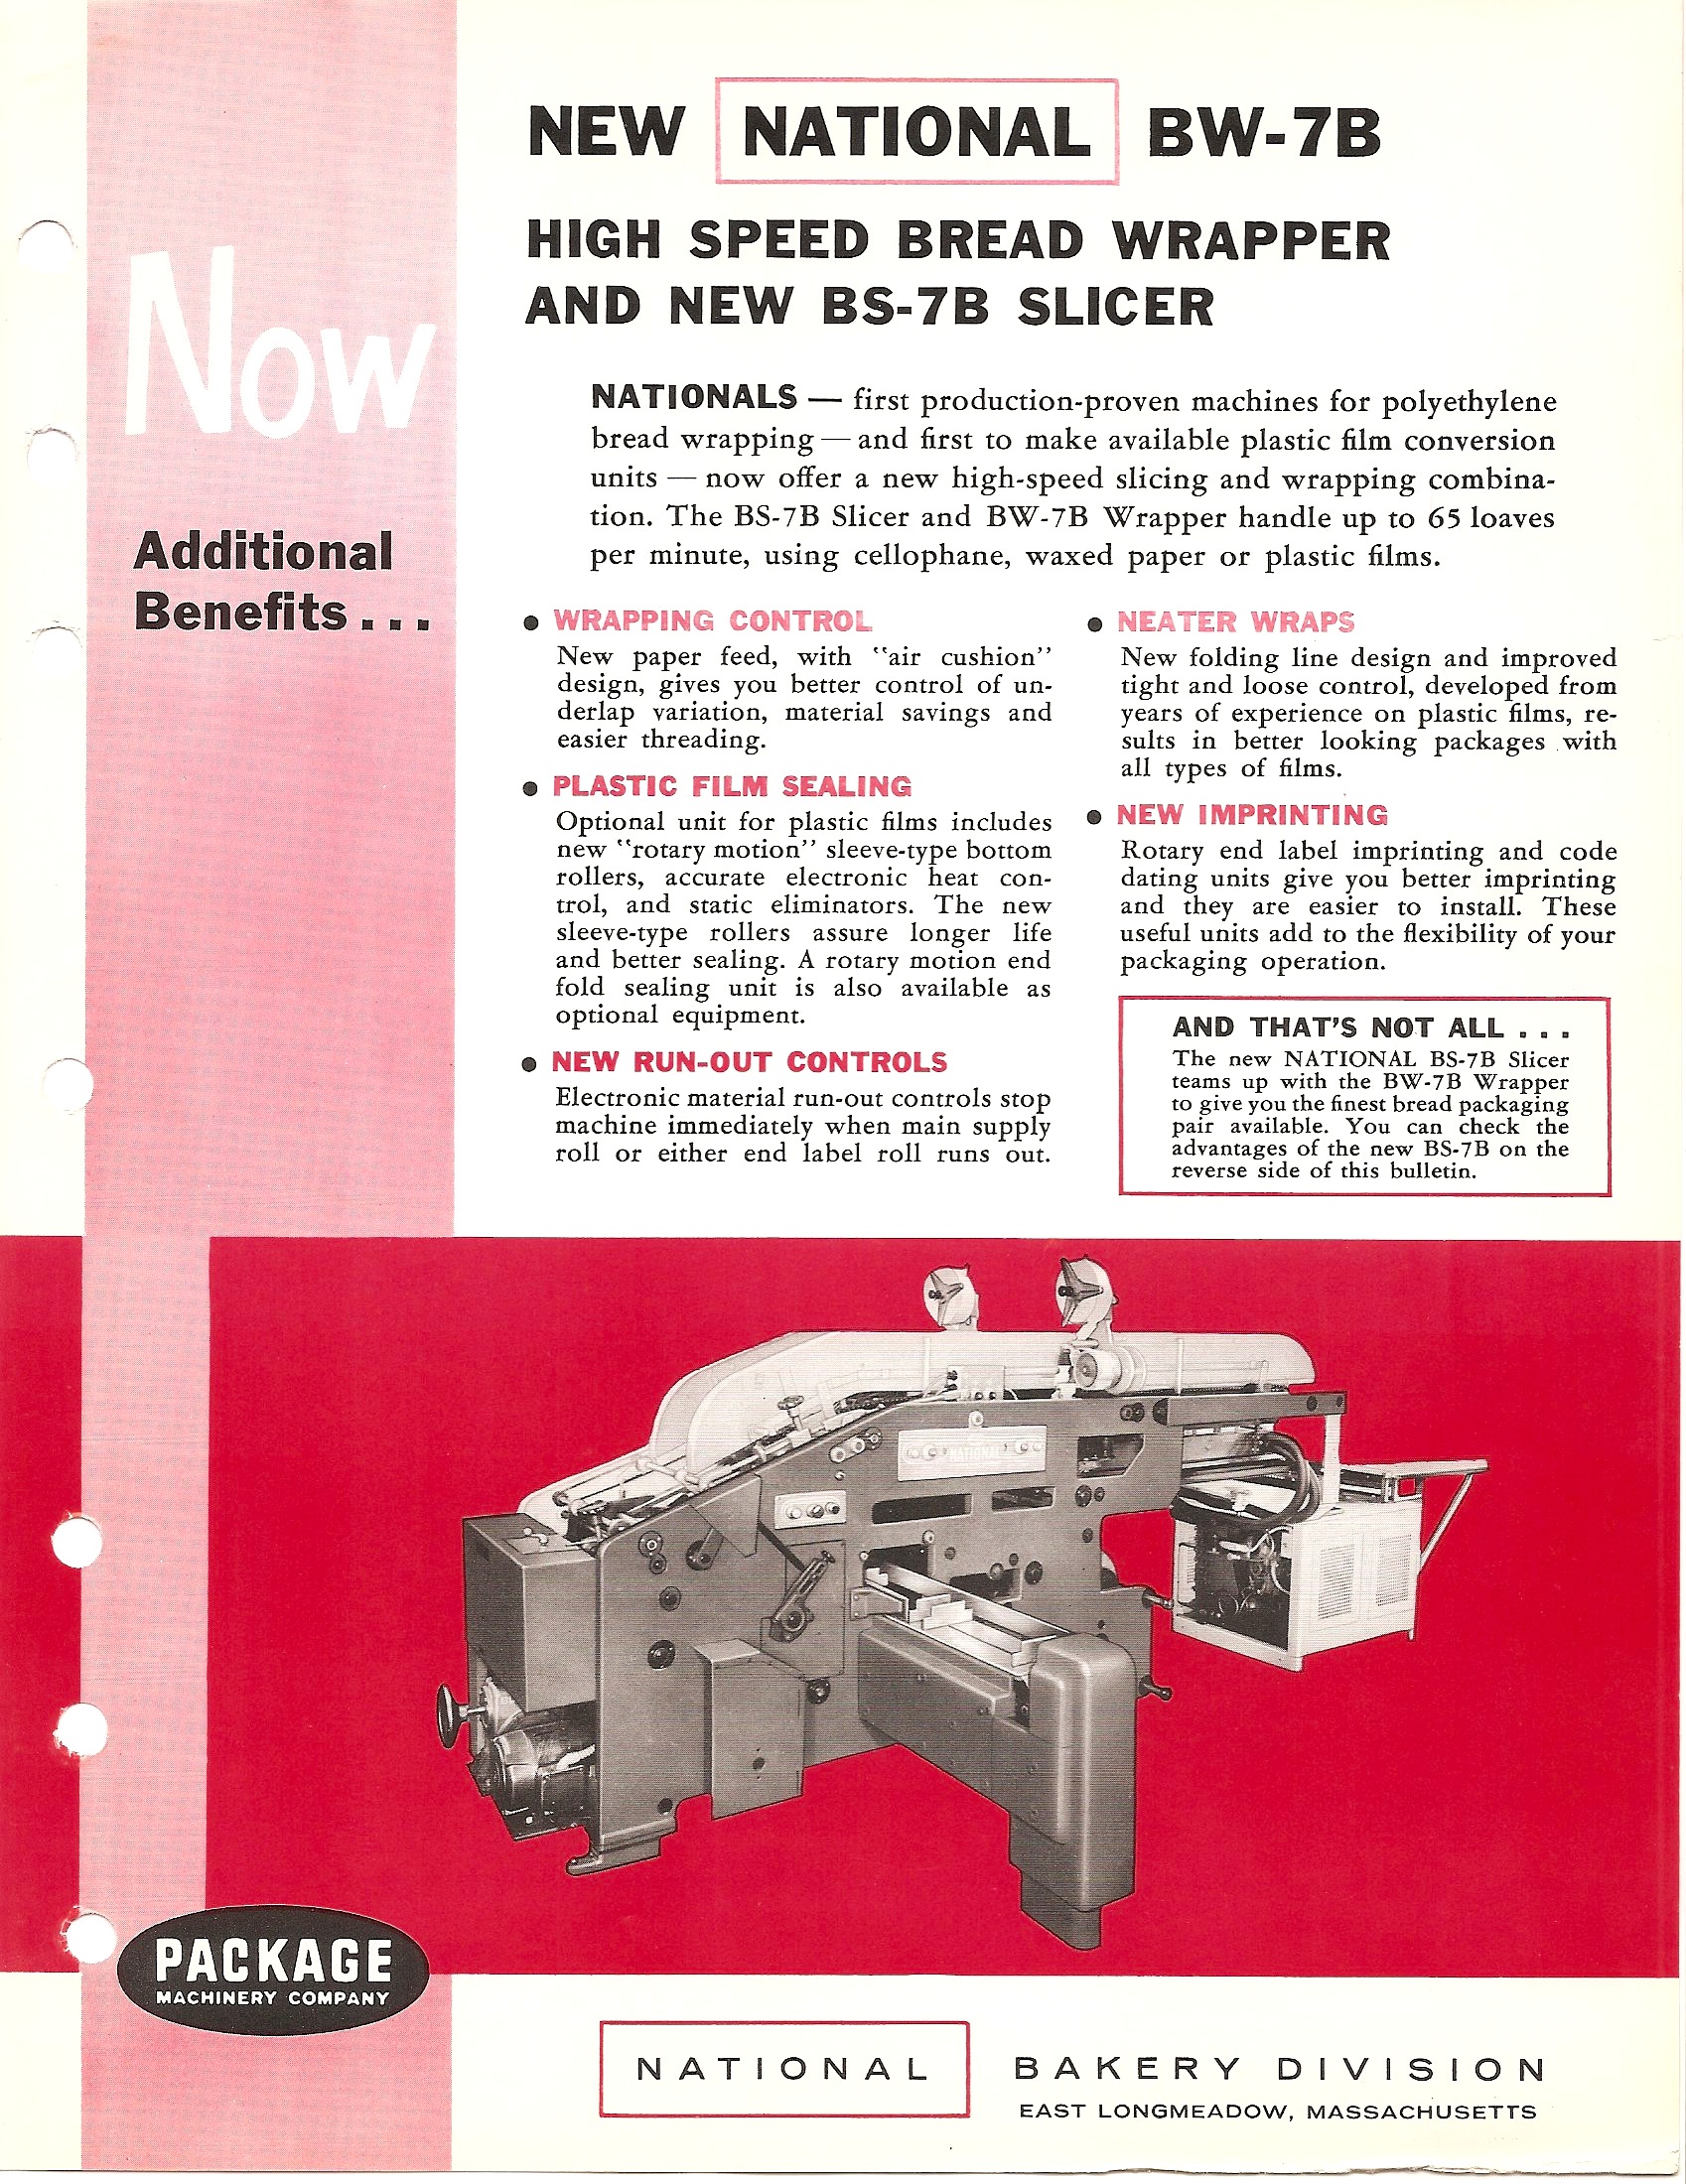 NEW NATIONAL BW-7B
HIGH SPEED BREAD WRAPPER
AND NEW BS-7B SLICER
Now
Additional
Benefits...
NATIONALS — first production-proven machines for polyethylene
bread wrapping — and first to make available plastic film conversion
units — now offer a new high-speed slicing and wrapping combina-
tion. The BS-7B Slicer and BW-7B Wrapper handle up to 65 loaves
per minute, using cellophane, waxed paper or plastic films.
• WRAPPING CONTROL
New paper feed, with "air cushion"
design, gives you better control of un-
derlap variation, material savings and
easier threading.
• PLASTIC FILM SEALING
Optional unit for plastic films includes
new "rotary motion" sleeve-type bottom
rollers, accurate electronic heat con-
trol, and static eliminators. The new
sleeve-type rollers assure longer life
and better sealing. A rotary motion end
fold sealing unit is also available as
optional equipment.
• NEW RUN-OUT CONTROLS
Electronic material run-out controls stop
machine immediately when main supply
roll or either end label roll runs out.
• NEATER WRAPS
New folding line design and improved
tight and loose control, developed from
years of experience on plastic films, re-
sults in better looking packages with
all types of films.
• NEW IMPRINTING
Rotary end label imprinting and code
dating units give you better imprinting
and they are easier to install. These
useful units add to the flexibility of your
packaging operation.
AND THAT'S NOT ALL . . .
The new NATIONAL BS-7B Slicer
teams up with the BW-7B Wrapper
to give you the finest bread packaging
pair available. You can check the
advantages of the new BS-7B on the
reverse side of this bulletin.
NATIONAL
PACKAGE
MACHINERY COMPANY
NATIONAL BAKERY DIVISION
EAST LONGMEADOW, MASSACHUSETTS